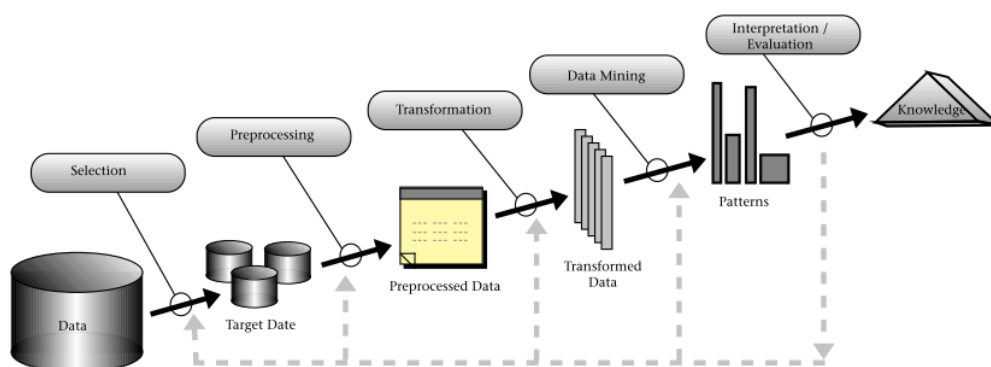 Interpretation /
Evaluation
Data Mining
Transformation
Preprocessing
Selection
Knowledge
Patterns
Transformed
Data
Preprocessed Data
Target Date
Data